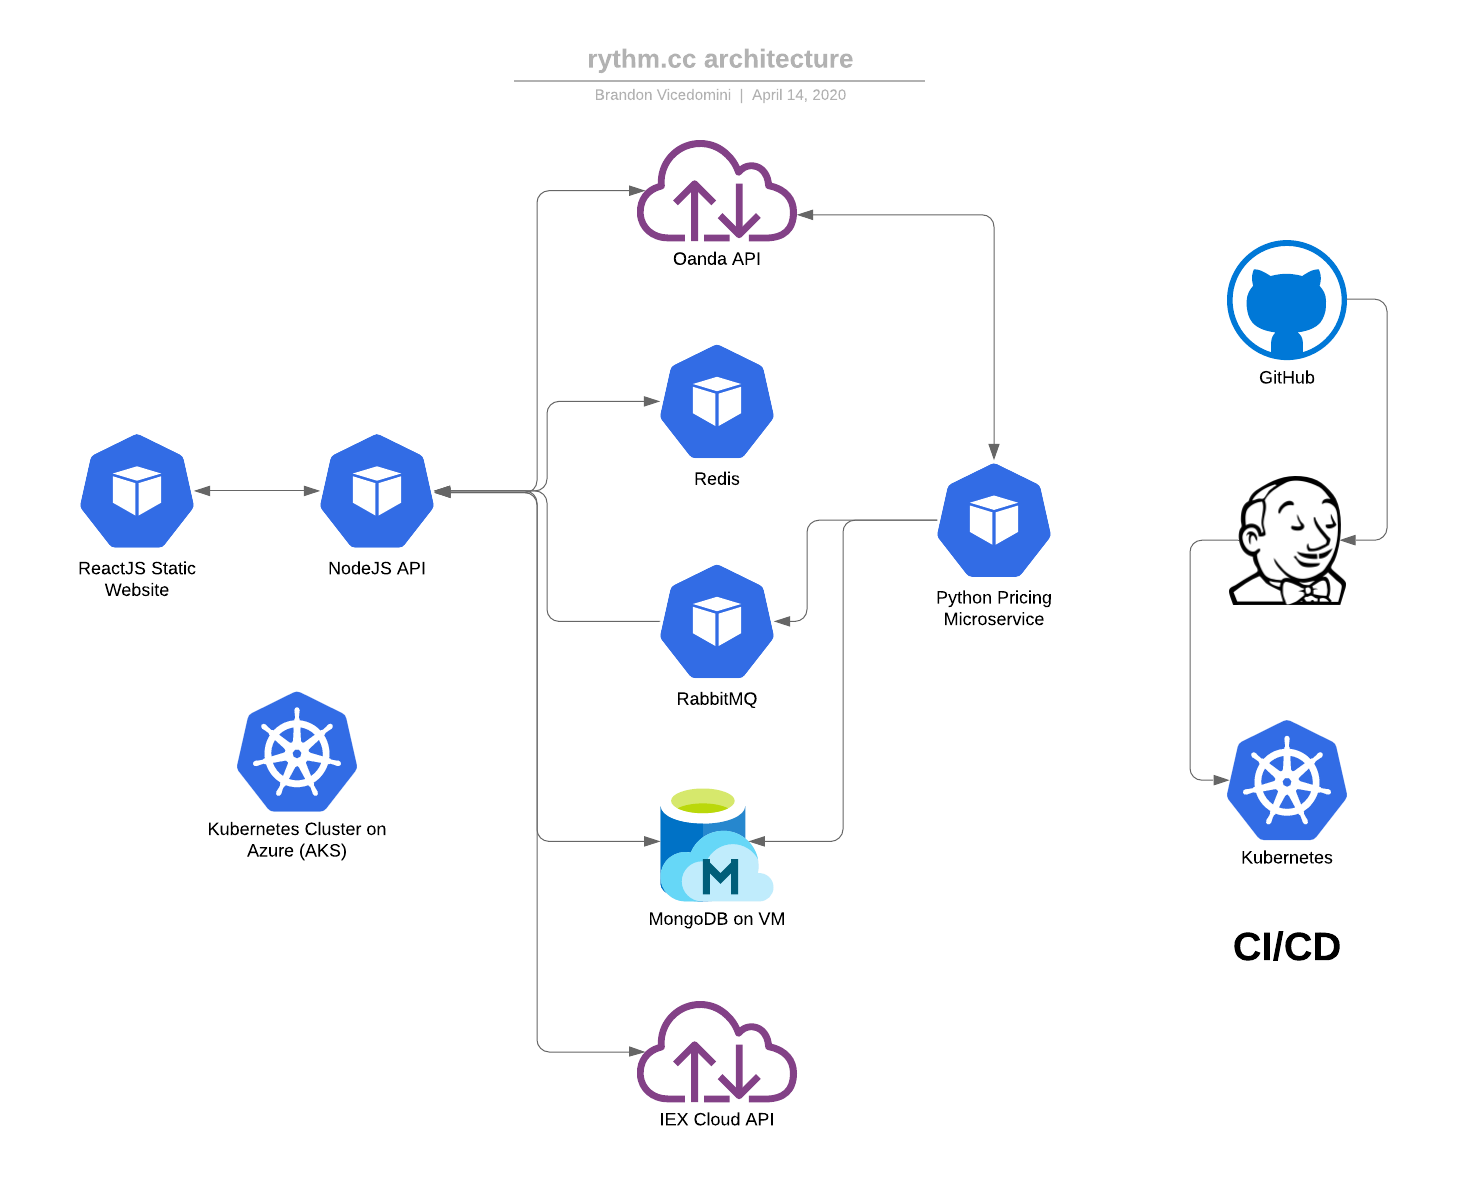 rythm.cc architecture
Brandon Vicedomini | April 14, 2020
Oanda API
GitHub
Redis
ReactJS Static
Website
NodeJS API
Python Pricing
Microservice
RabbitMQ
Kubernetes Cluster on
Azure (AKS)
Kubernetes
M
MongoDB on VM
CI/CD
IEX Cloud API